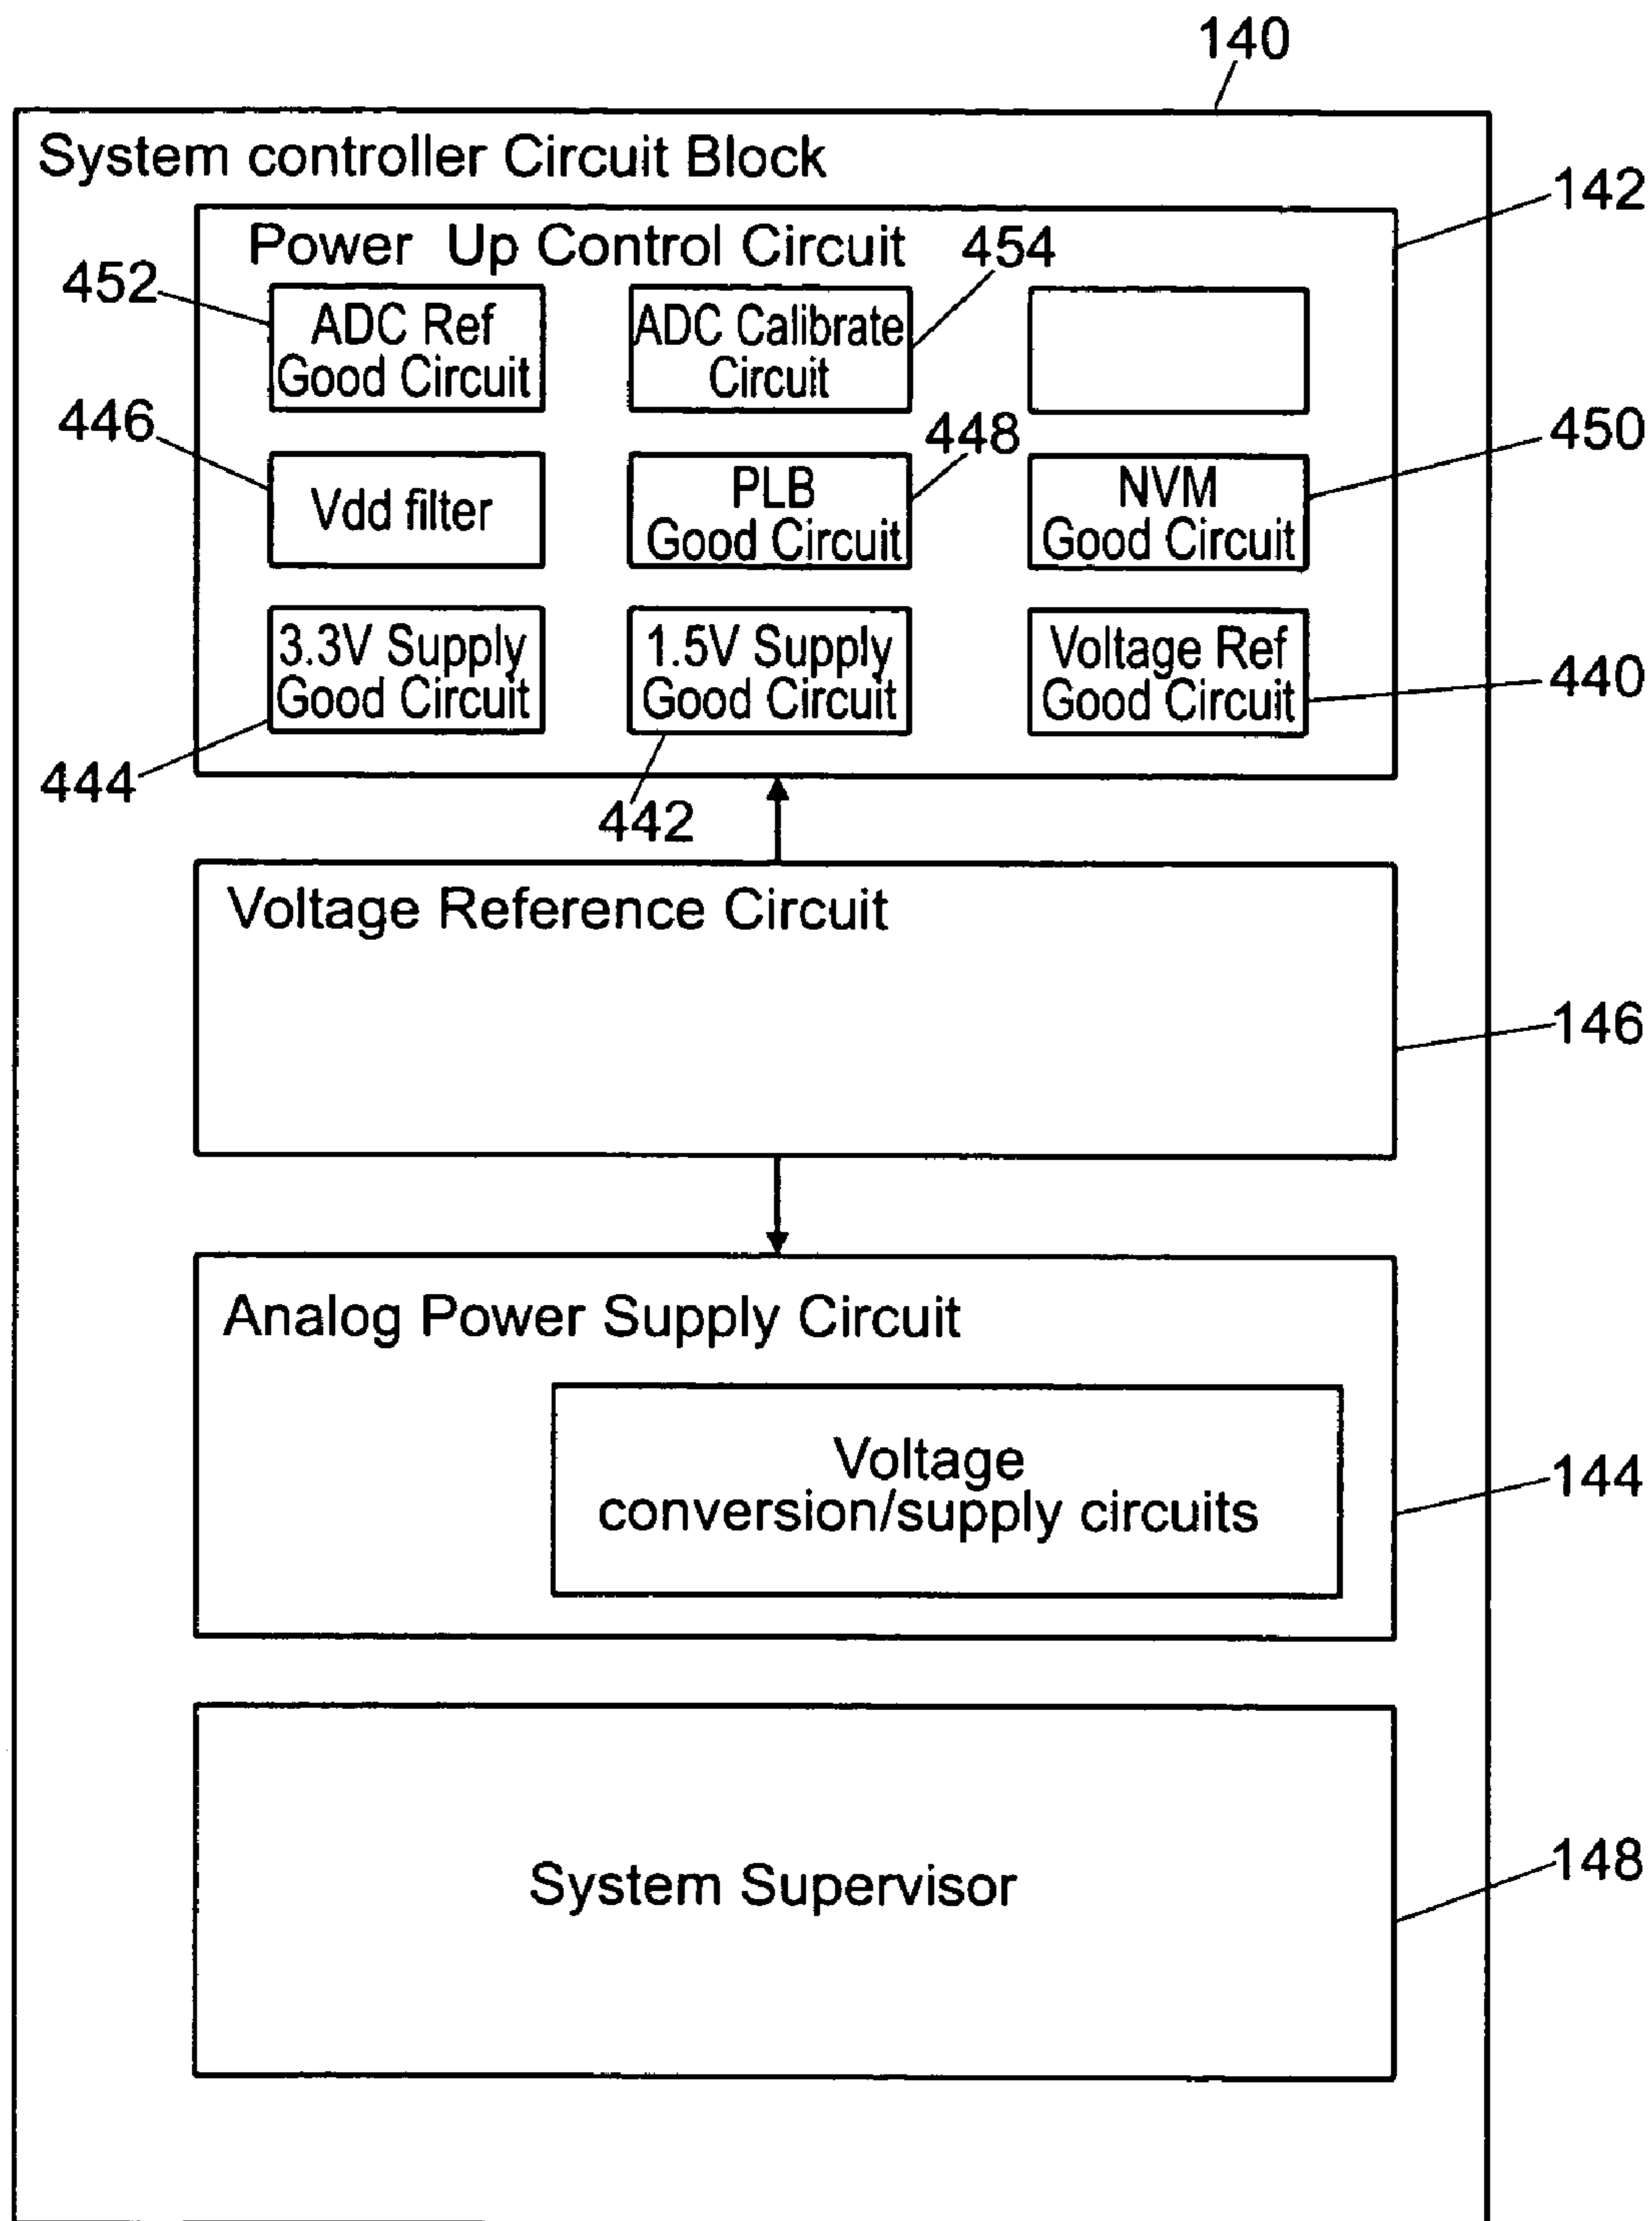 140
System controller Circuit Block
142
Power Up Control Circuit
454
452
ADC Ref
Good Circuit
ADC Calibrate
Circuit
446
448
450
Vdd filter
PLB
Good Circuit
NVM
Good Circuit
3.3V Supply
Good Circuit
1.5V Supply
Good Circuit
Voltage Ref
Good Circuit
440
444
442
Voltage Reference Circuit
146
Analog Power Supply Circuit
Voltage
conversion/supply circuits
144
System Supervisor
148